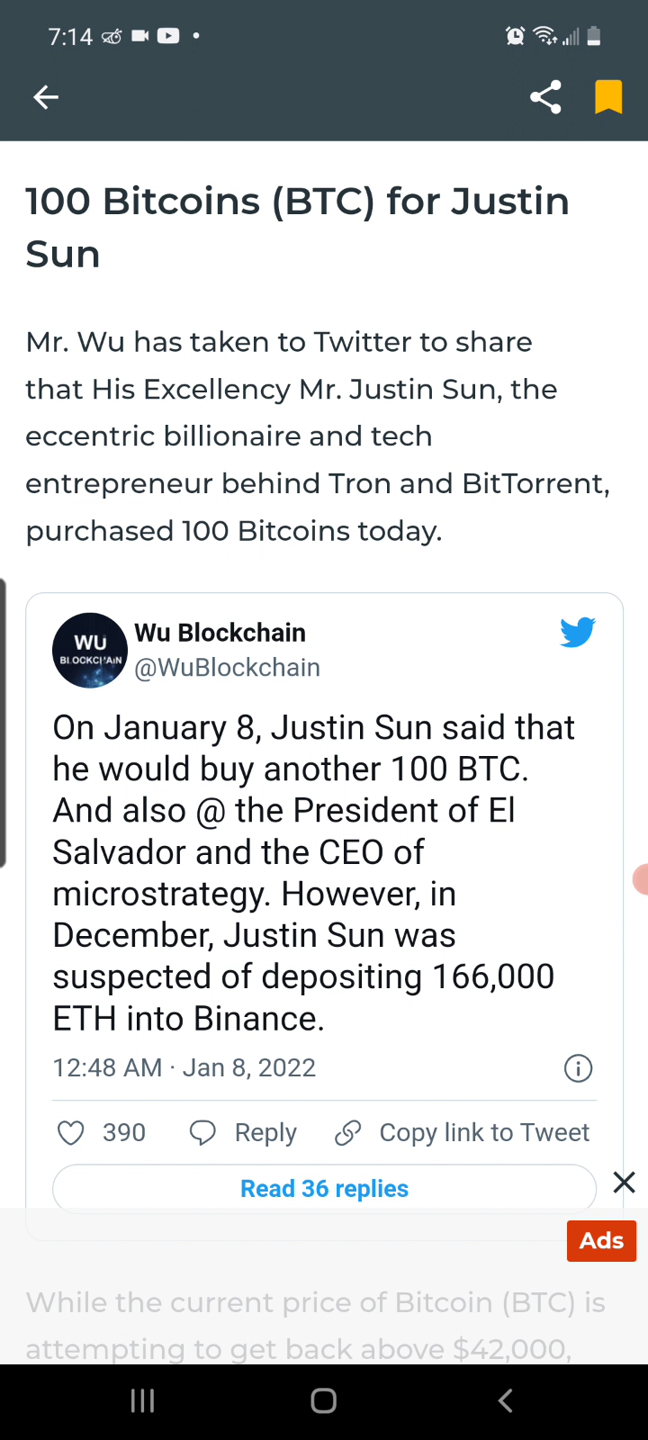 7:14
100 Bitcoins (BTC) for Justin
Sun
Mr. Wu has taken to Twitter to share
that His Excellency Mr. Justin Sun, the
eccentric billionaire and tech
entrepreneur behind Tron and BitTorrent,
purchased 100 Bitcoins today.
WU
BLOCKCHAIN
Wu Blockchain
@WuBlockchain
On January 8, Justin Sun said that
he would buy another 100 BTC.
And also @ the President of El
Salvador and the CEO of
microstrategy. However, in
December, Justin Sun was
suspected of depositing 166,000
ETH into Binance.
12:48 AM · Jan 8, 2022
390 Reply Copy link to Tweet
Read 36 replies
Ads
While the current price of Bitcoin (BTC) is
attempting to get back above $42,000,